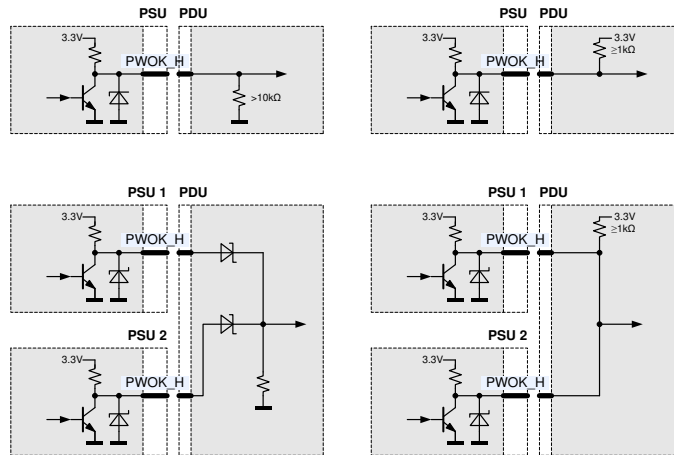 PSU PDU
3.3V
PWOK_H
>10kΩ
PSU PDU
3.3V
PWOK_H
3.3V
≥1kΩ
PSU 1 PDU
3.3V
PWOK_H
PSU 2
3.3V
PWOK_H
PSU 1 PDU
3.3V
PWOK_H
3.3V
≥1kΩ
PSU 2
3.3V
PWOK_H